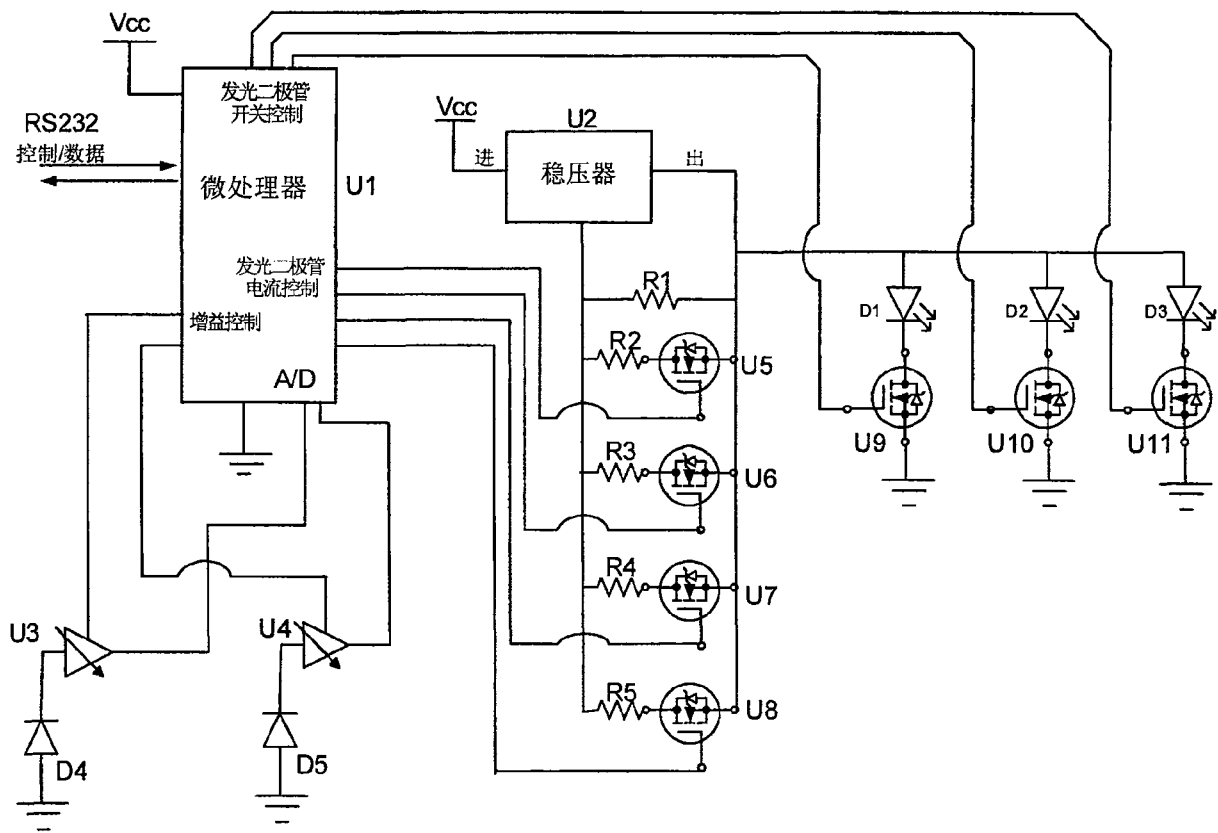 Vcc
发光二极管
开关控制
RS232
控制/数据
微处理器
U1
Vcc
U2
进
稳压器
出
发光二极管
电流控制
增益控制
A/D
R1
R2
U5
R3
U6
R4
U7
R5
U8
D1
D2
D3
U9
U10
U11
U3
U4
D4
D5